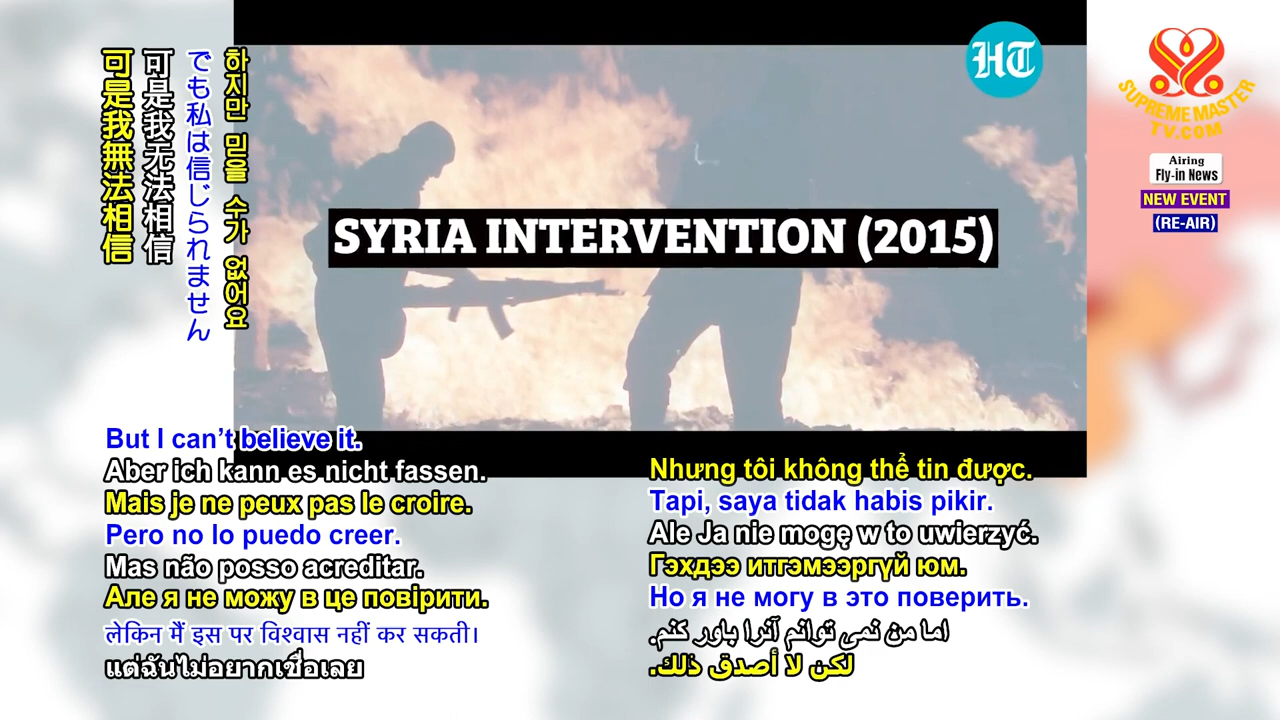 HT
SUPREME MASTER
TV.COM
Airing
Fly-in News
NEW EVENT
(RE-AIR)
SYRIA INTERVENTION (2015)
可是我無法相信
可是我无法相信
でも私は信じられません
하지만 믿을 수가 없어요
But I can’t believe it.
Aber ich kann es nicht fassen.
Mais je ne peux pas le croire.
Pero no lo puedo creer.
Mas não posso acreditar.
Але я не можу в це повірити.
लेकिन मैं इस पर विश्वास नहीं कर सकती।
แต่ฉันไม่อยากเชื่อเลย
Nhưng tôi không thể tin được.
Tapi, saya tidak habis pikir.
Ale Ja nie mogę w to uwierzyć.
Гэхдээ итгэмээргүй юм.
Но я не могу в это поверить.
اما من نمی توانم آنرا باور کنم.
لكن لا أصدق ذلك.